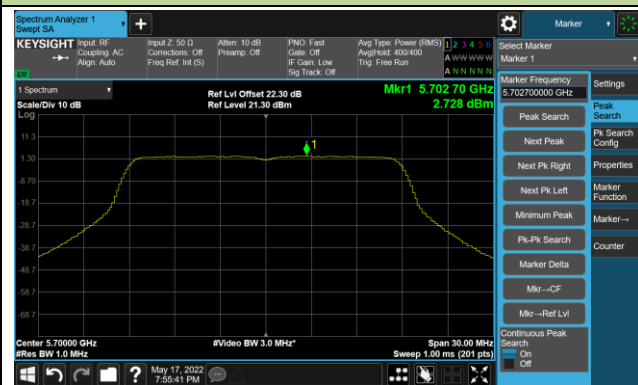 Spectrum Analyzer 1
Swept SA
+
Marker
KEYSIGHT
Input: RF
Coupling: AC
Align: Auto
Input Z: 50 Ω
Corrections: Off
Freq Ref: Int (S)
Atten: 10 dB
Preamp: Off
PNO: Fast
Gate: Off
IF Gain: Low
Sig Track: Off
Avg Type: Power (RMS)
Avg|Hold: 400/400
Trig: Free Run
1 2 3 4 5 6
A W W W W W
A N N N N N
Select Marker
Marker 1
1 Spectrum
Scale/Div 10 dB
Log
Ref Lvl Offset 22.30 dB
Ref Level 21.30 dBm
Mkr1 5.702 70 GHz
2.728 dBm
11.3
1.30
-8.70
-18.7
-28.7
-38.7
-48.7
-58.7
-68.7
1
Center 5.70000 GHz
#Res BW 1.0 MHz
#Video BW 3.0 MHz*
Span 30.00 MHz
Sweep 1.00 ms (201 pts)
Marker Frequency
5.702700000 GHz
Peak Search
Next Peak
Next Pk Right
Next Pk Left
Minimum Peak
Pk-Pk Search
Marker Delta
Mkr→CF
Mkr→Ref Lvl
Continuous Peak
Search
On
Off
Settings
Peak
Search
Pk Search
Config
Properties
Marker
Function
Marker→
Counter
?
May 17, 2022
7:55:41 PM